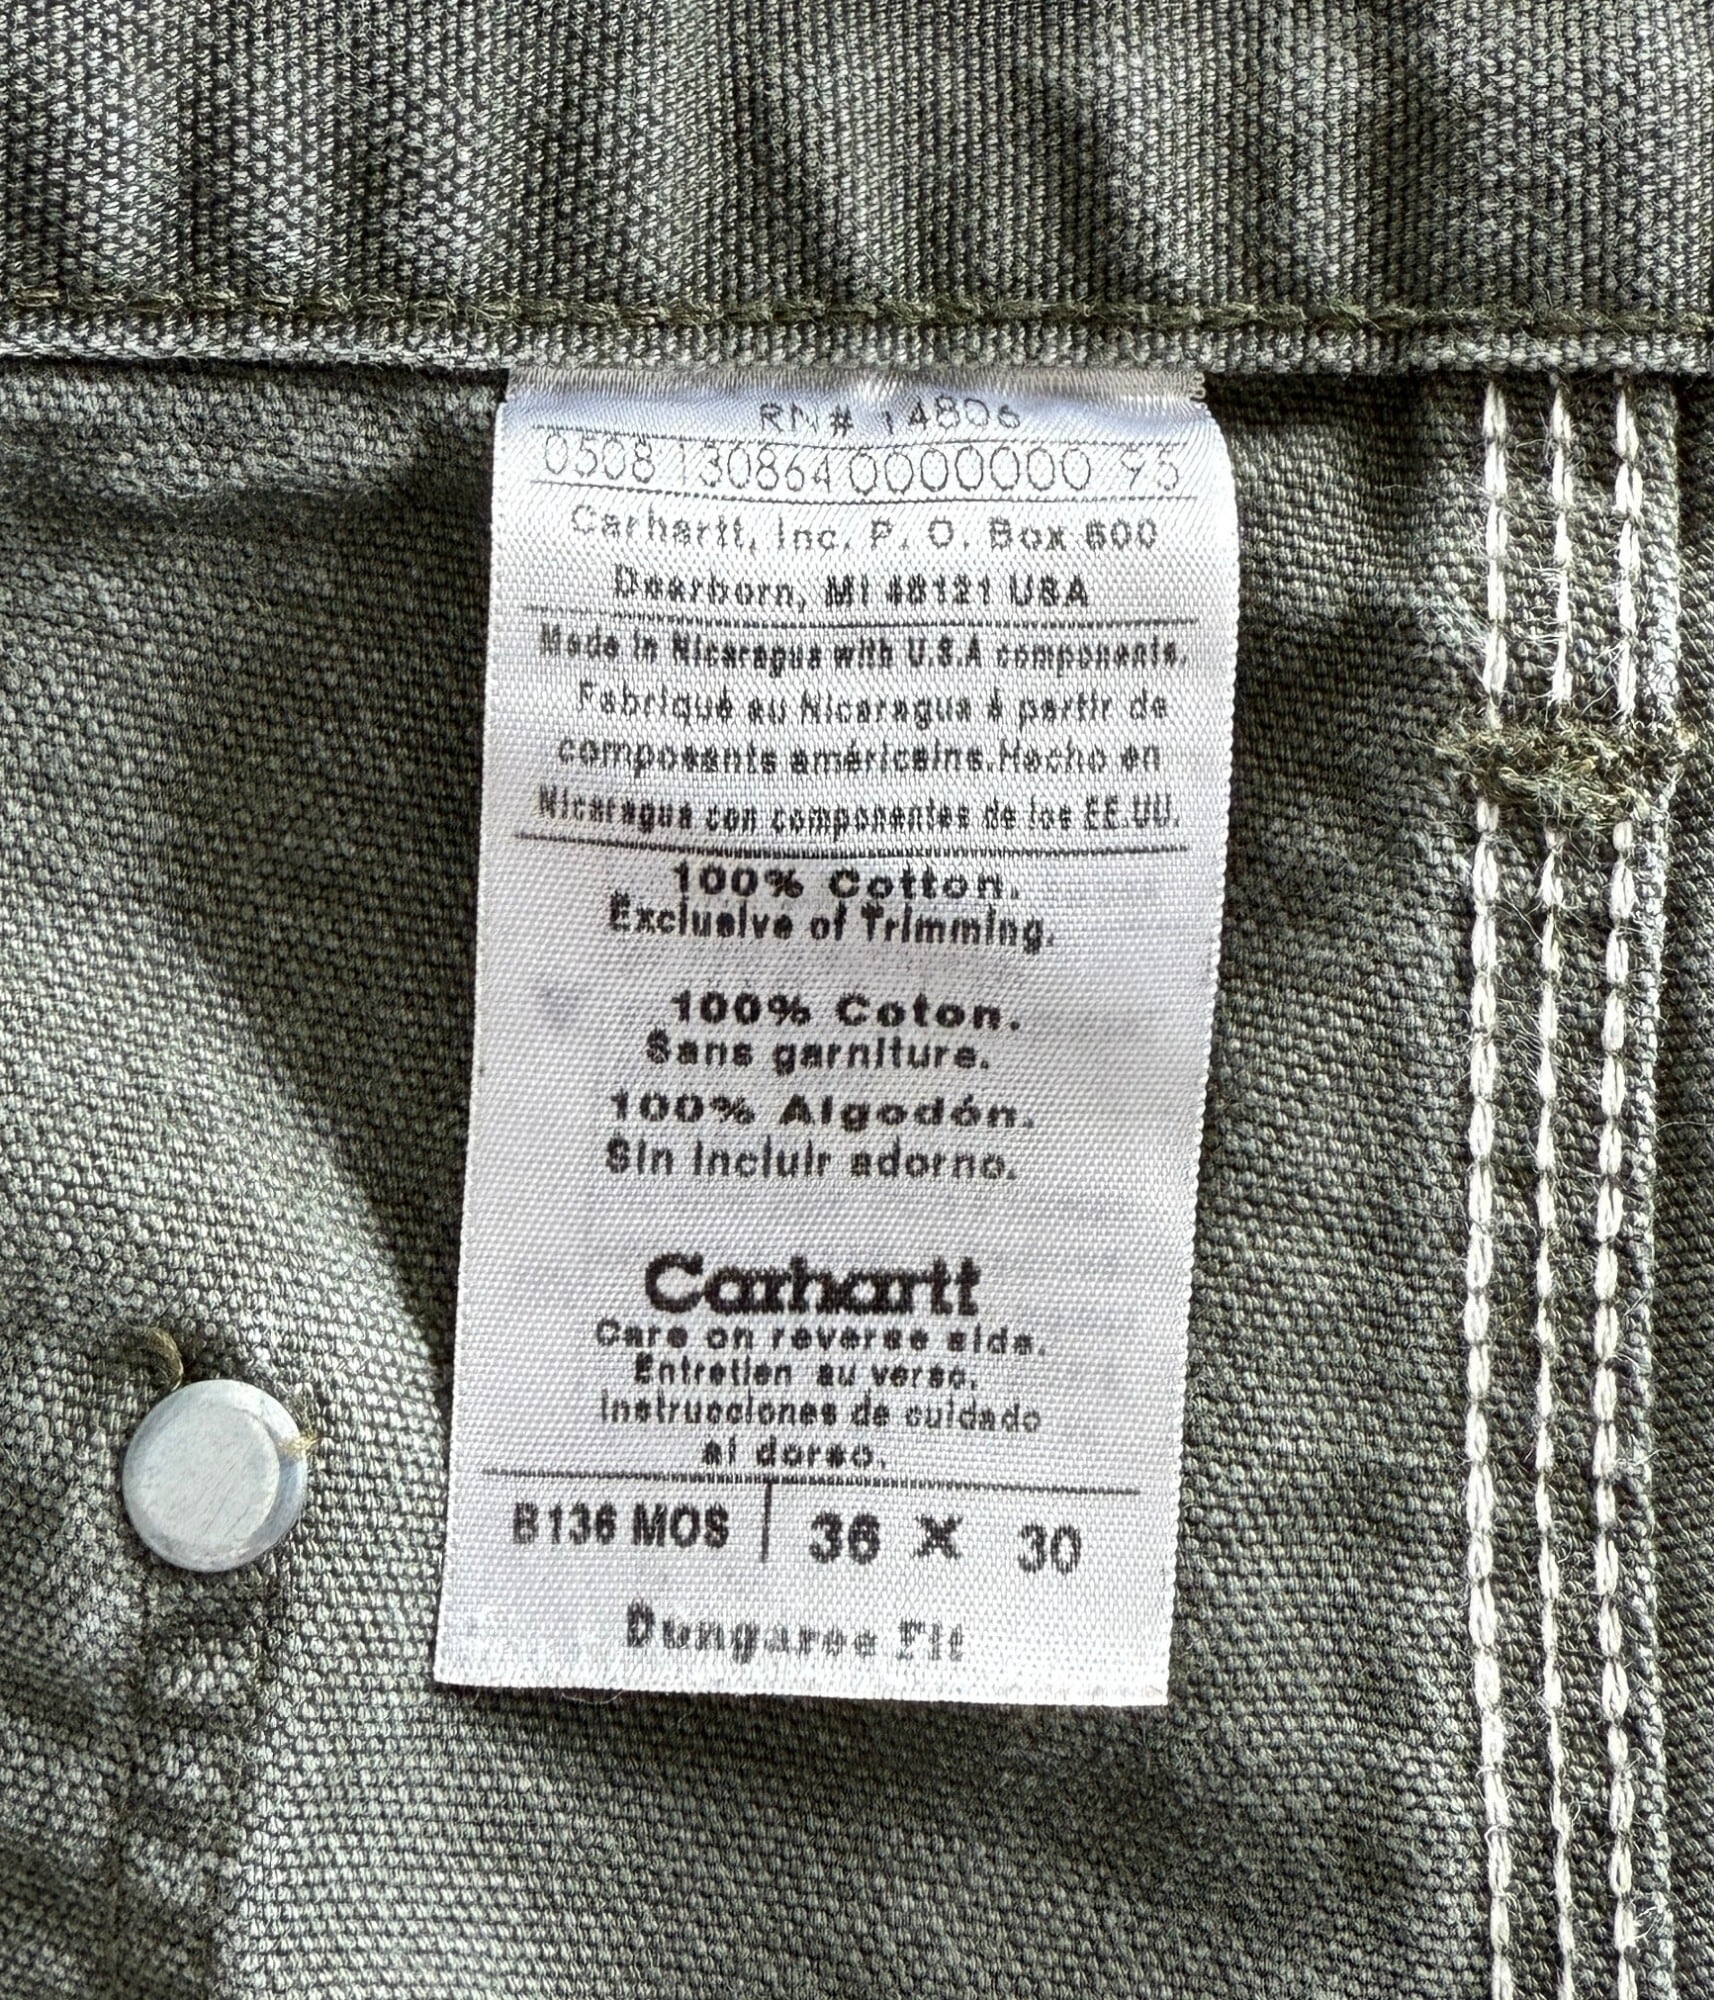 RN# 14806
0508 130864 0000000 95
Carhartt, Inc. P. O. Box 600
Dearborn, MI 48121 USA
Made in Nicaragua with U.S.A components.
Fabriqué au Nicaragua à partir de
composants américains.Hecho en
Nicaragua con componentes de los EE.UU.
100% Cotton.
Exclusive of Trimming.
100% Coton.
Sans garniture.
100% Algodón.
Sin incluir adorno.
Carhartt
Care on reverse side.
Entretien au verso.
Instrucciones de cuidado
al dorso.
B136 MOS 36 X 30
Dungaree Fit